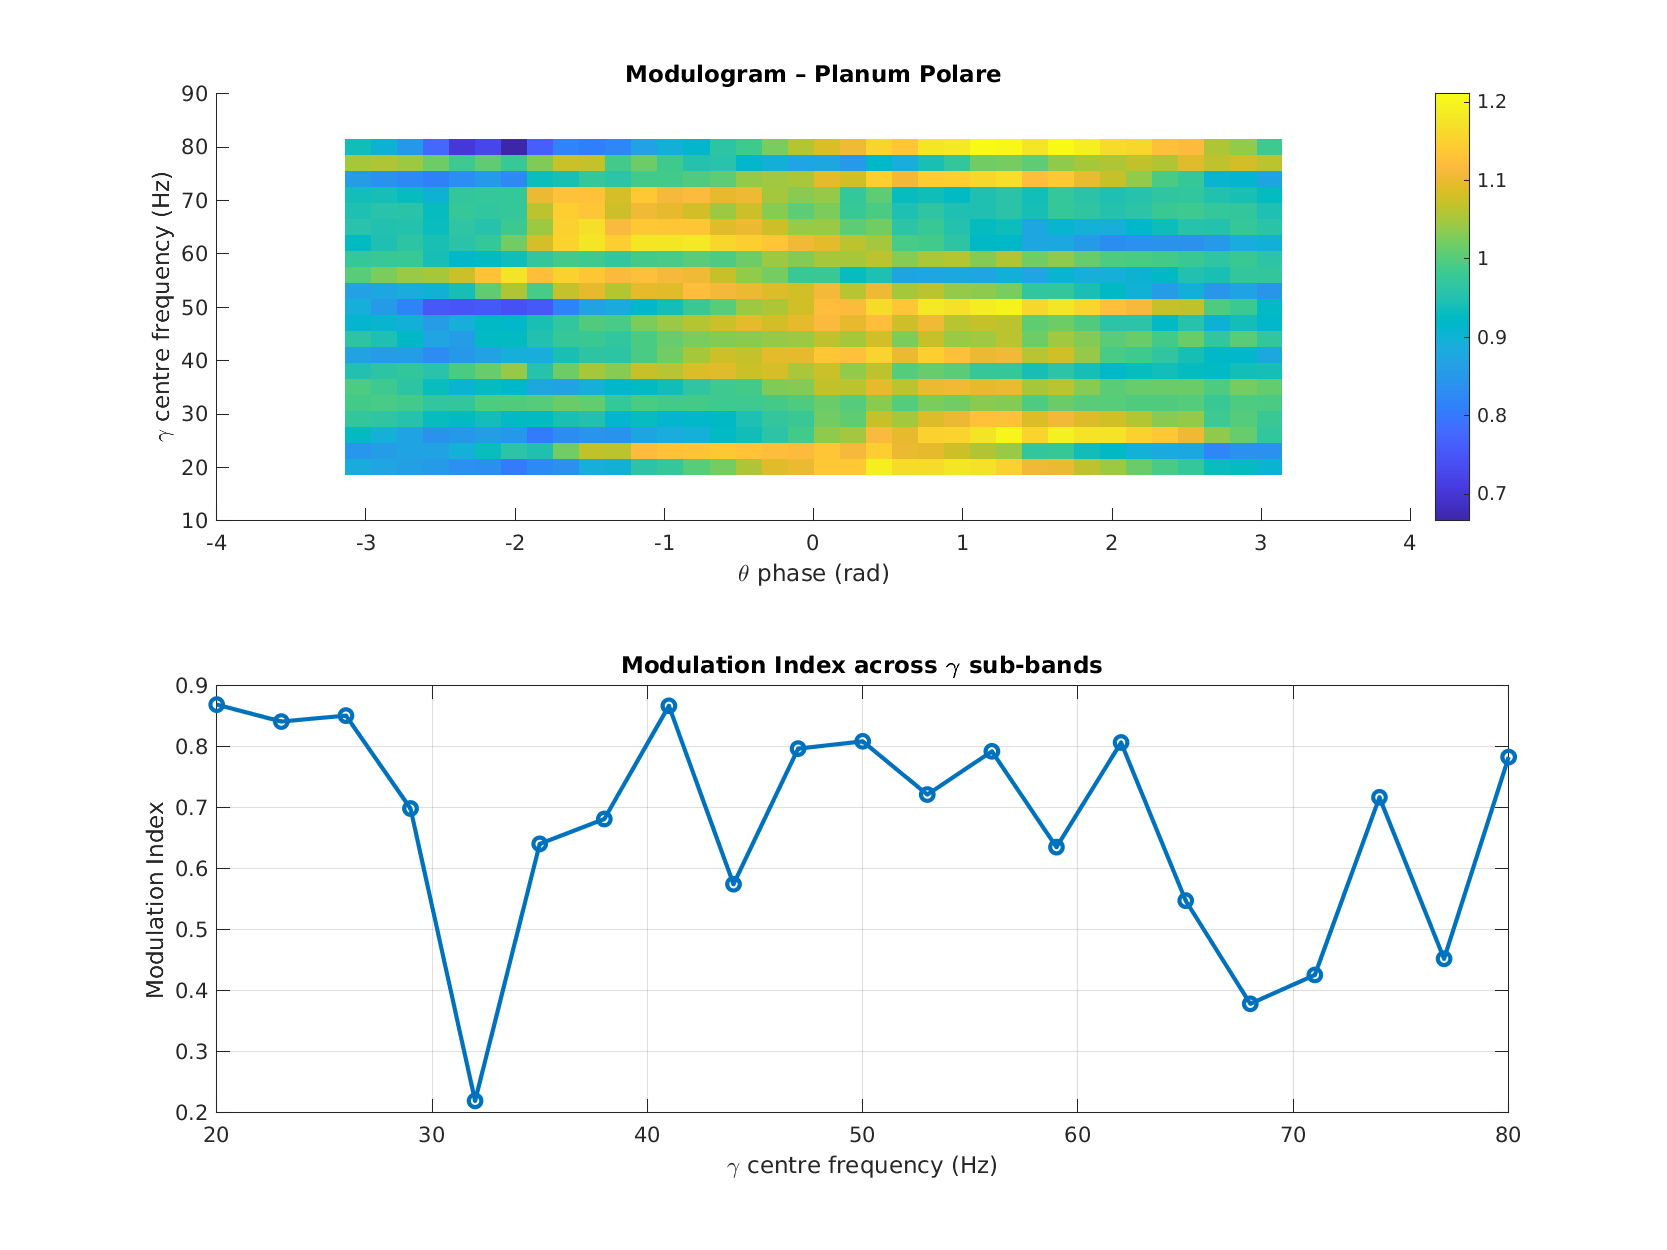 Modulogram – Planum Polare
90
80
70
60
50
40
30
20
10
γ centre frequency (Hz)
-4 -3 -2 -1 0 1 2 3 4
θ phase (rad)
1.2
1.1
1
0.9
0.8
0.7
Modulation Index across γ sub-bands
0.9
0.8
0.7
0.6
0.5
0.4
0.3
0.2
Modulation Index
20 30 40 50 60 70 80
γ centre frequency (Hz)